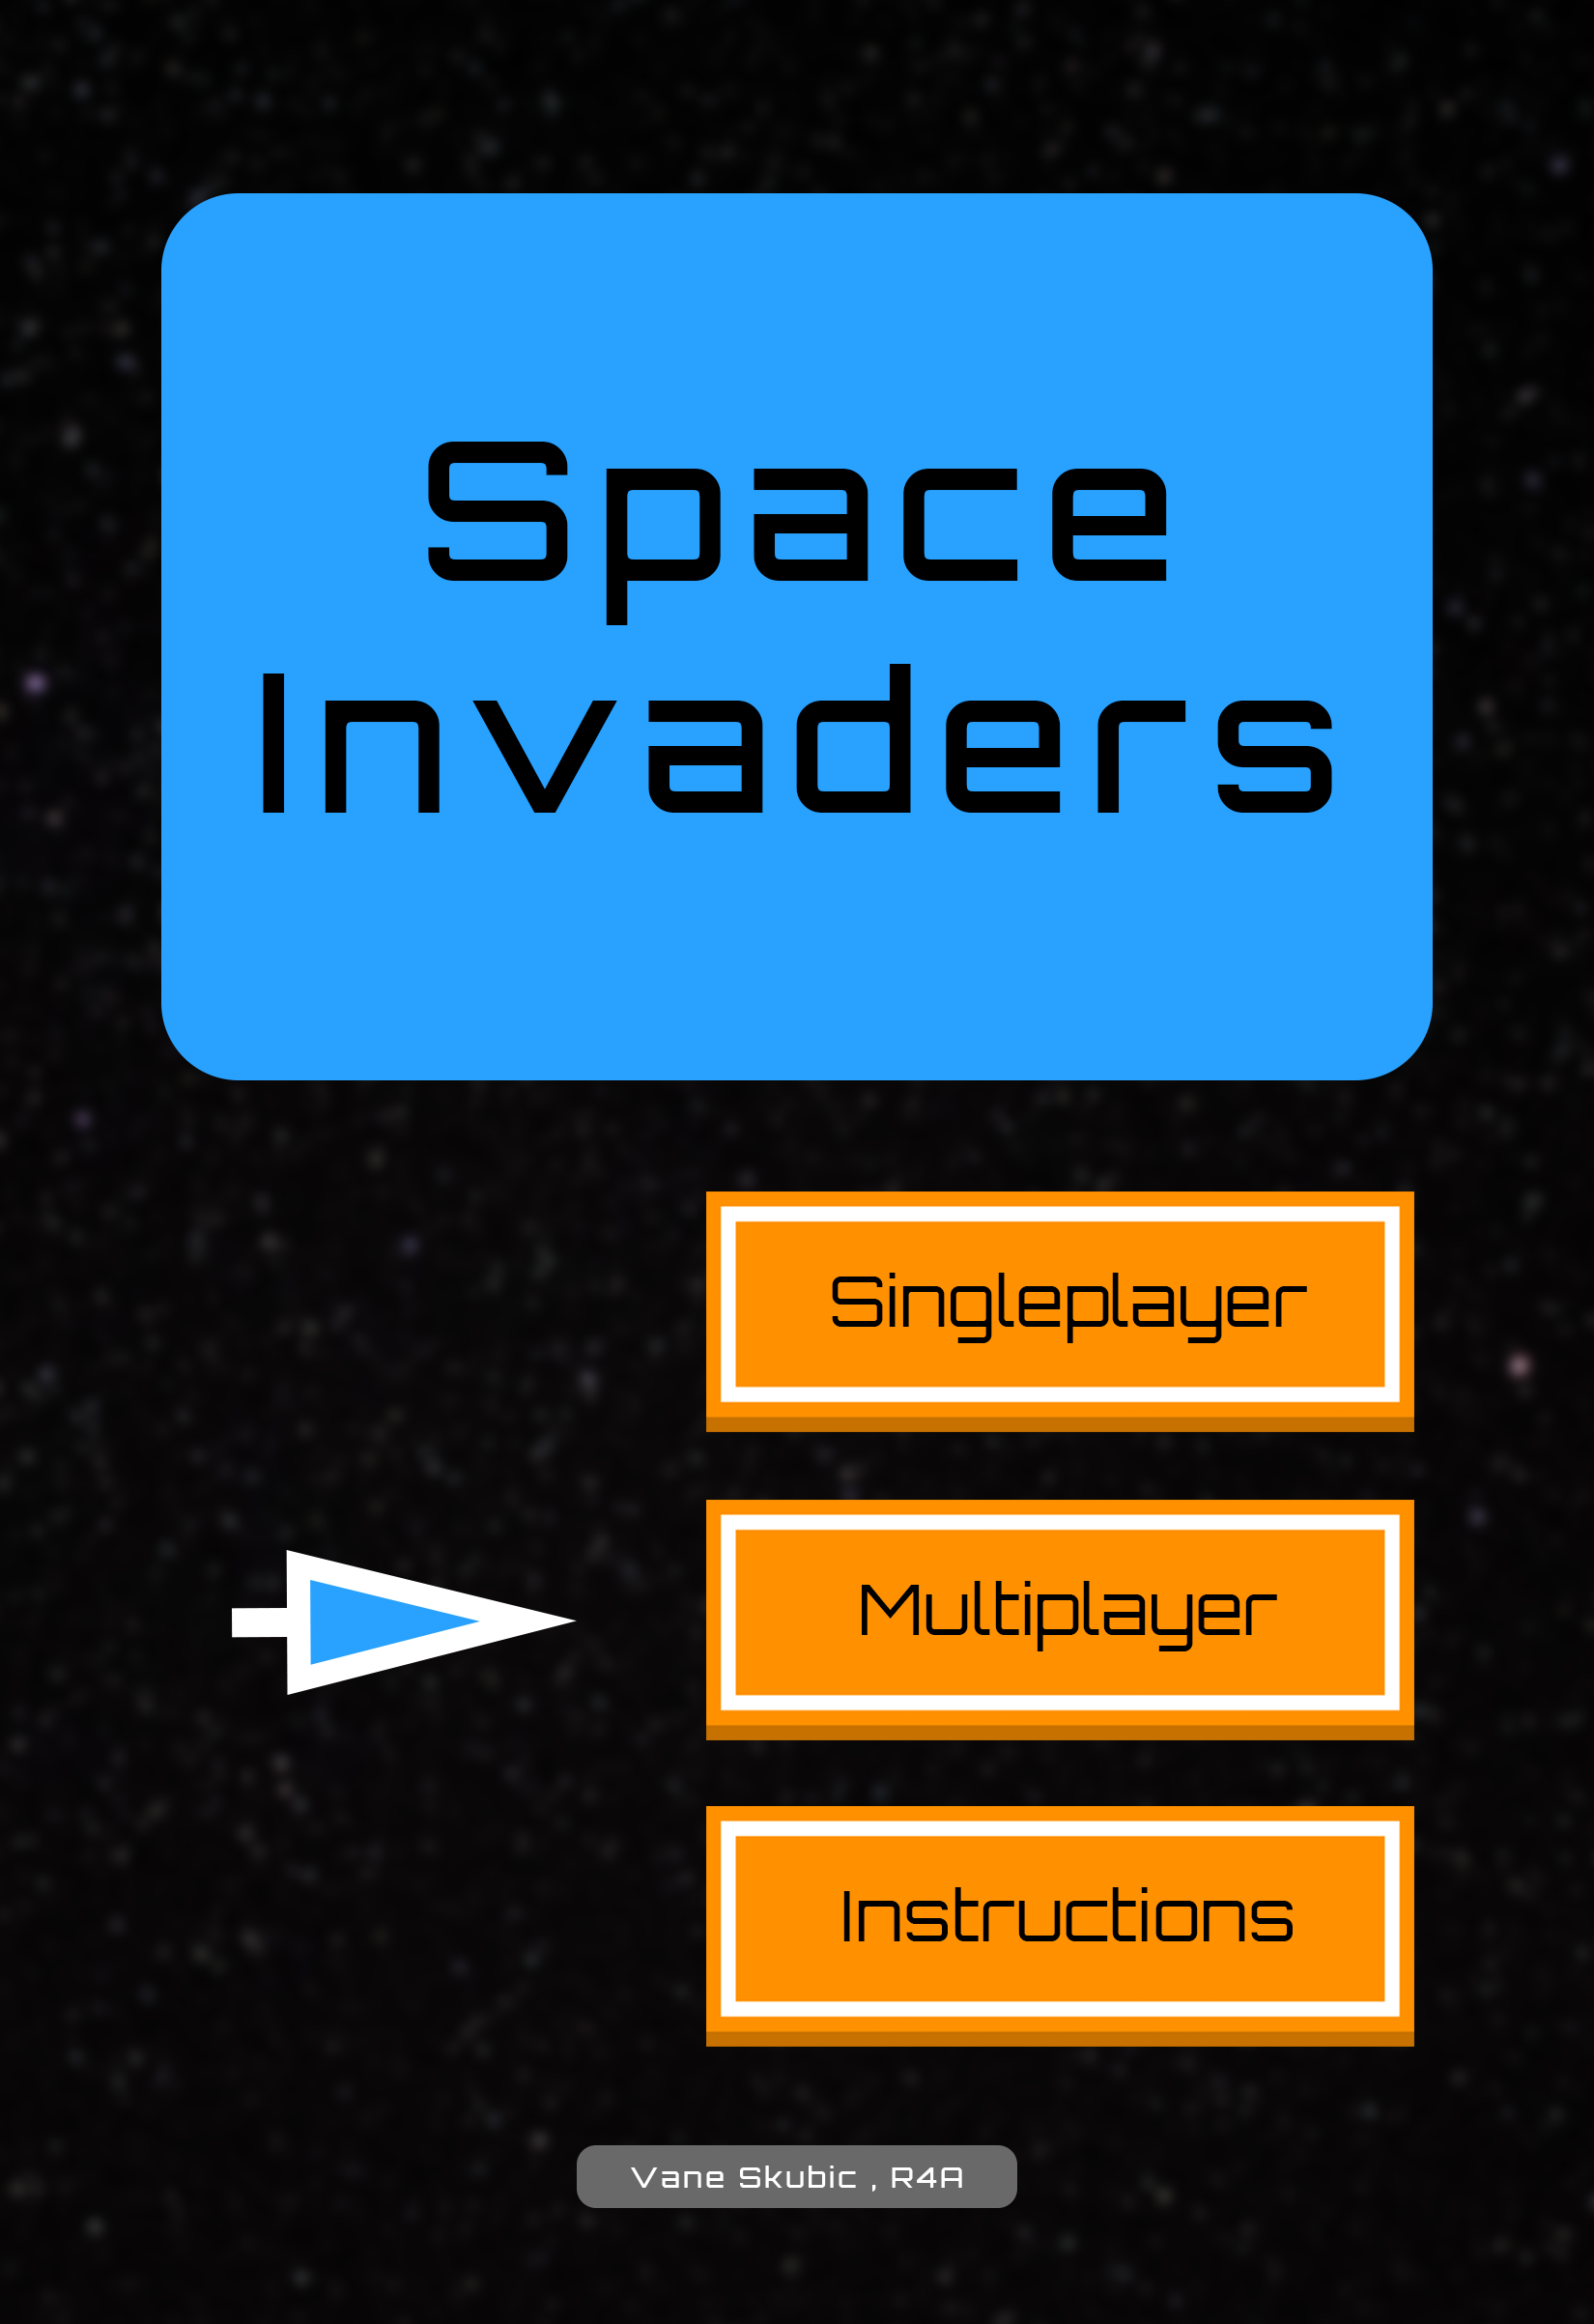 Space
Invaders
Singleplayer
Multiplayer
Instructions
Vane Skubic , R4A